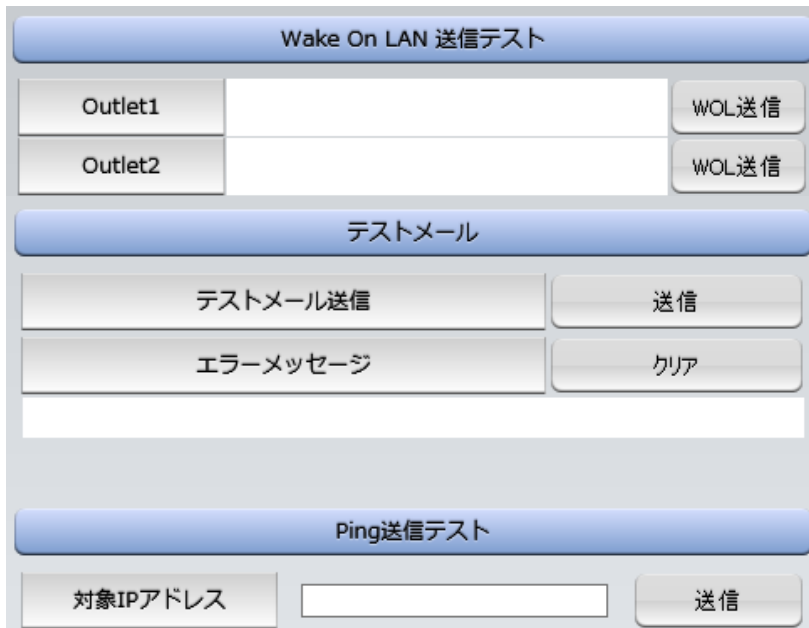 Wake On LAN 送信テスト
Outlet1 WOL送信
Outlet2 WOL送信
テストメール
テストメール送信 送信
エラーメッセージ クリア
Ping送信テスト
対象IPアドレス 送信